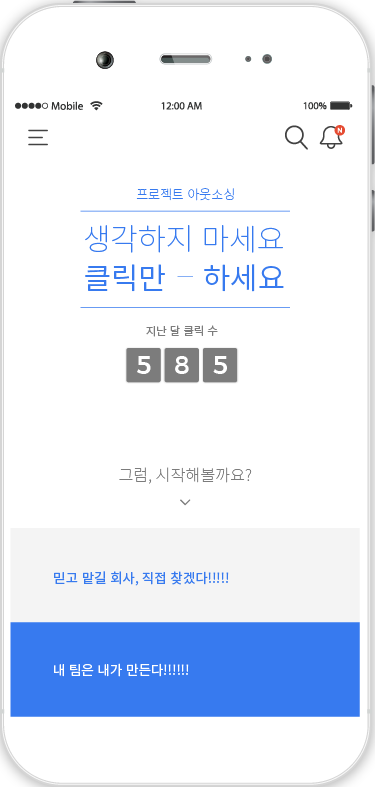 Mobile 12:00 AM 100%
N
프로젝트 아웃소싱
생각하지 마세요
클릭만 – 하세요
지난 달 클릭 수
5 8 5
그럼, 시작해볼까요?
믿고 맡길 회사, 직접 찾겠다!!!!!
내 팀은 내가 만든다!!!!!!